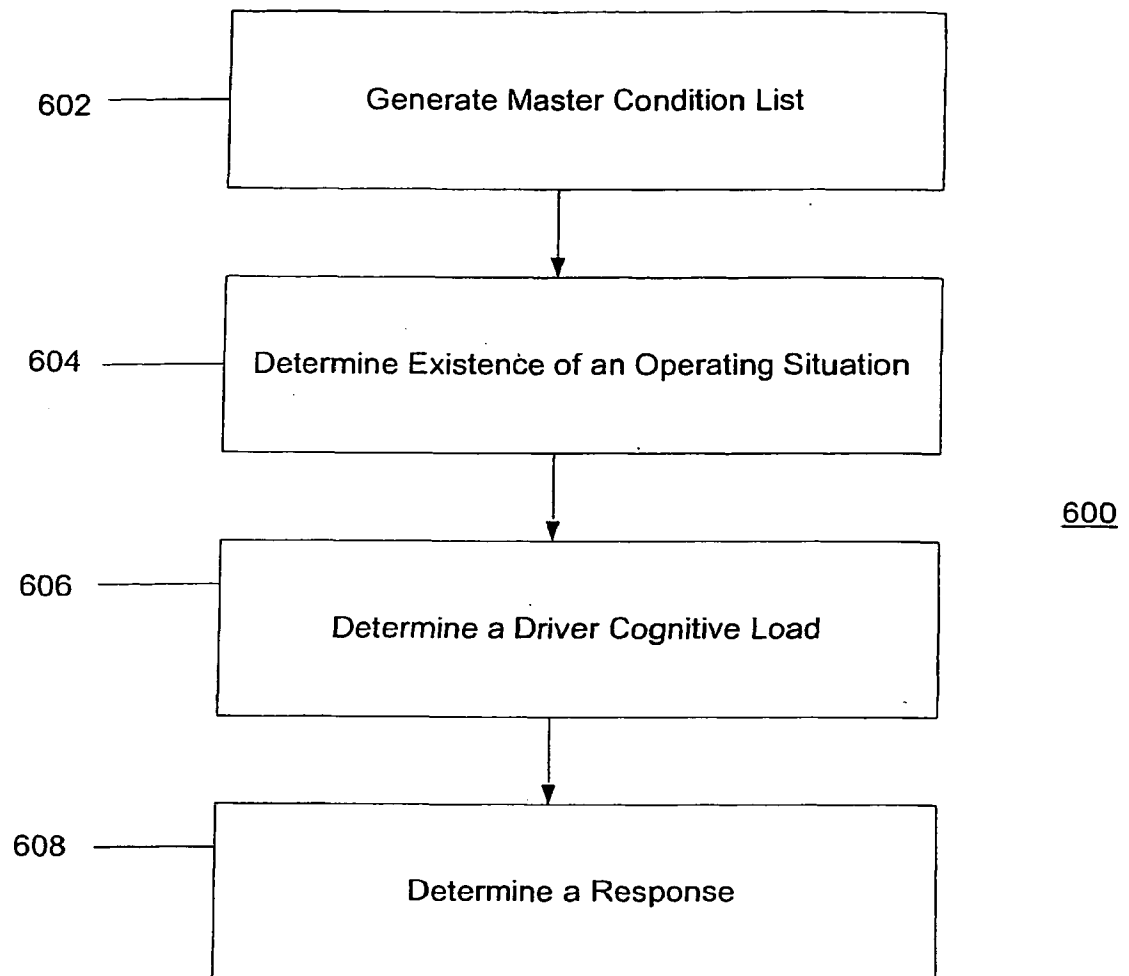 602
Generate Master Condition List
604
Determine Existence of an Operating Situation
600
606
Determine a Driver Cognitive Load
608
Determine a Response